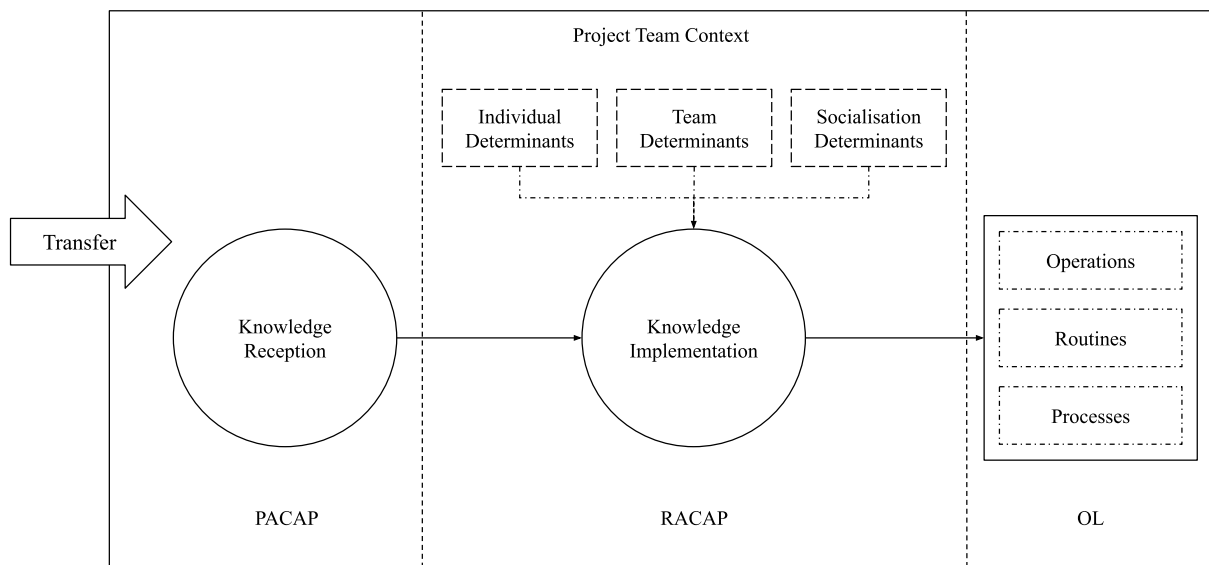 Project Team Context
Individual
Determinants
Team
Determinants
Socialisation
Determinants
Transfer
Knowledge
Reception
Knowledge
Implementation
Operations
Routines
Processes
PACAP
RACAP
OL